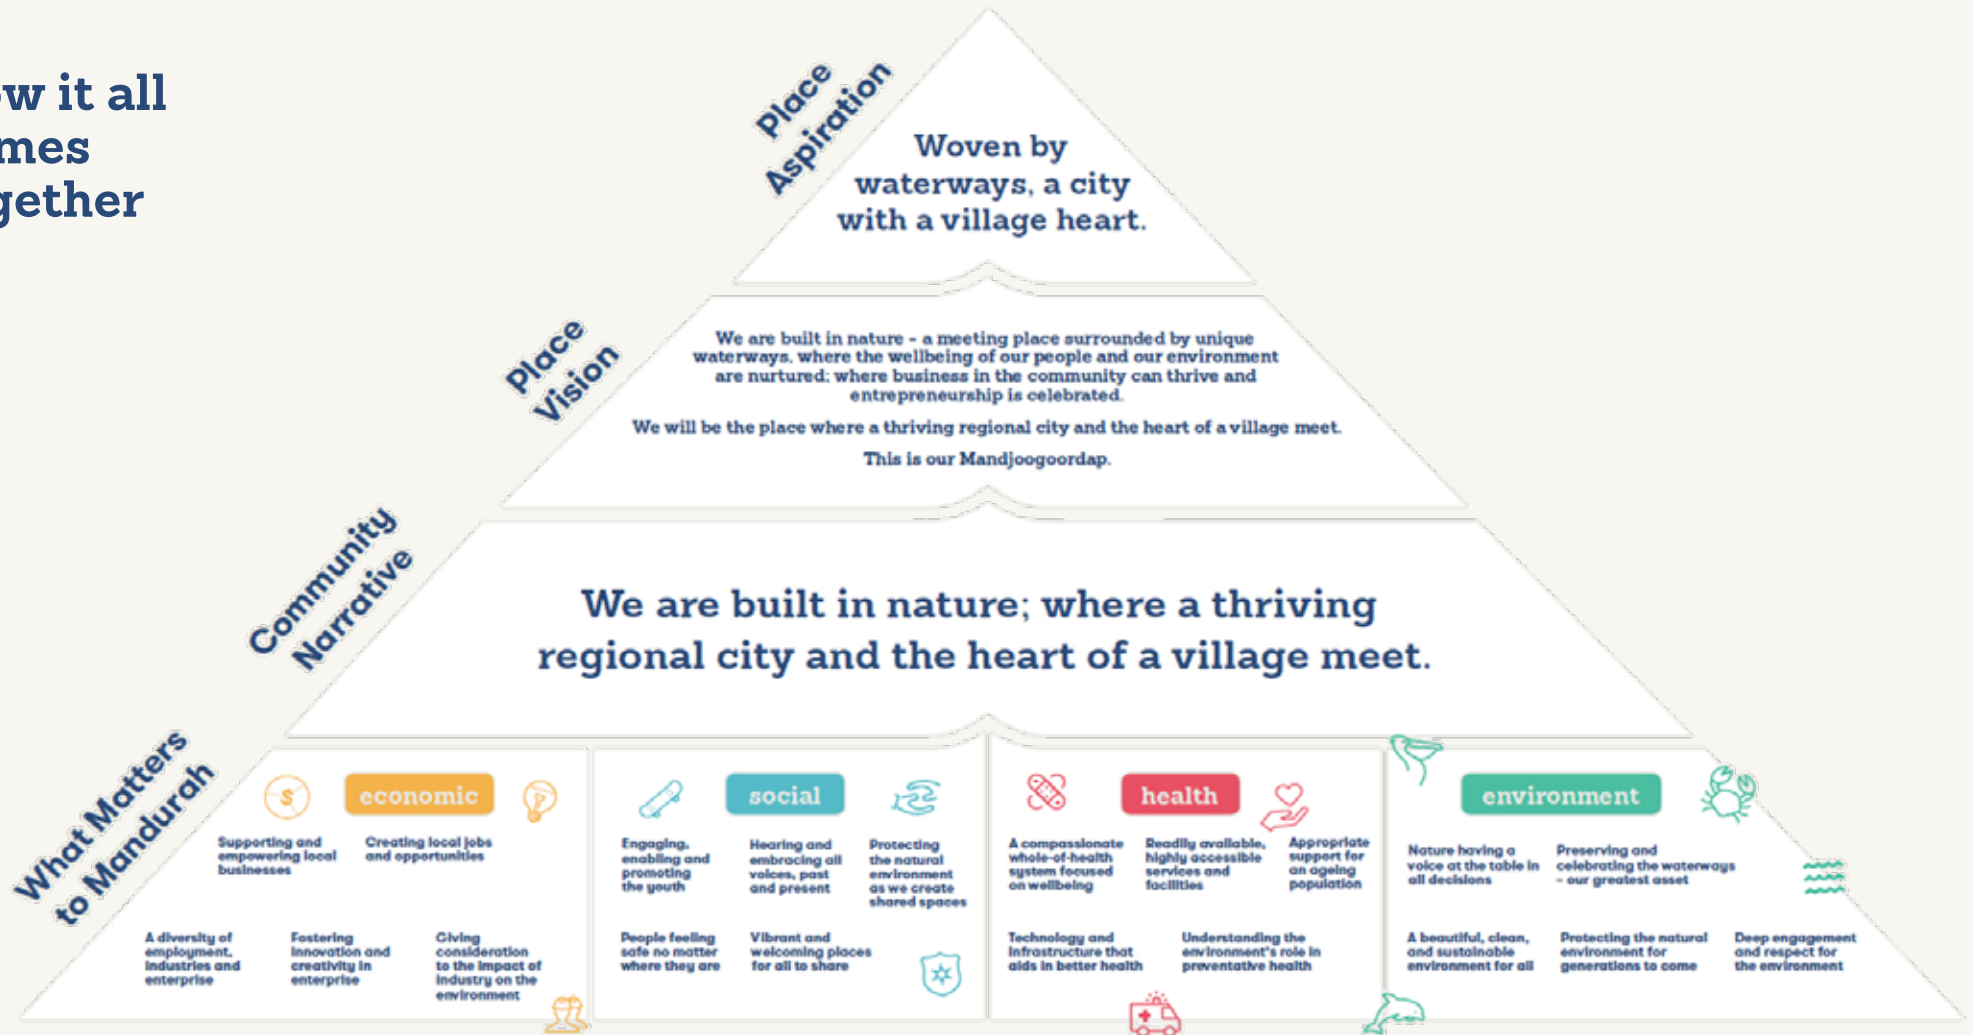 ow it all
mes
gether
Place
Aspiration
Woven by
waterways, a city
with a village heart.
Place
Vision
We are built in nature - a meeting place surrounded by unique
waterways, where the wellbeing of our people and our environment
are nurtured; where business in the community can thrive and
entrepreneurship is celebrated.
We will be the place where a thriving regional city and the heart of a village meet.
This is our Mandjoogoordap.
Community
Narrative
We are built in nature; where a thriving
regional city and the heart of a village meet.
What Matters
to Mandurah
economic
$
Supporting and
empowering local
businesses
Creating local jobs
and opportunities
A diversity of
employment,
industries and
enterprise
Fostering
innovation and
creativity in
enterprise
Giving
consideration
to the impact of
industry on the
environment
social
Engaging,
enabling and
promoting
the youth
Hearing and
embracing all
voices, past
and present
Protecting
the natural
environment
as we create
shared spaces
People feeling
safe no matter
where they are
Vibrant and
welcoming places
for all to share
health
A compassionate
whole-of-health
system focused
on wellbeing
Readily available,
highly accessible
services and
facilities
Appropriate
support for
an ageing
population
Technology and
infrastructure that
aids in better health
Understanding the
environment's role in
preventative health
environment
Nature having a
voice at the table in
all decisions
Preserving and
celebrating the waterways
- our greatest asset
A beautiful, clean,
and sustainable
environment for all
Protecting the natural
environment for
generations to come
Deep engagement
and respect for
the environment